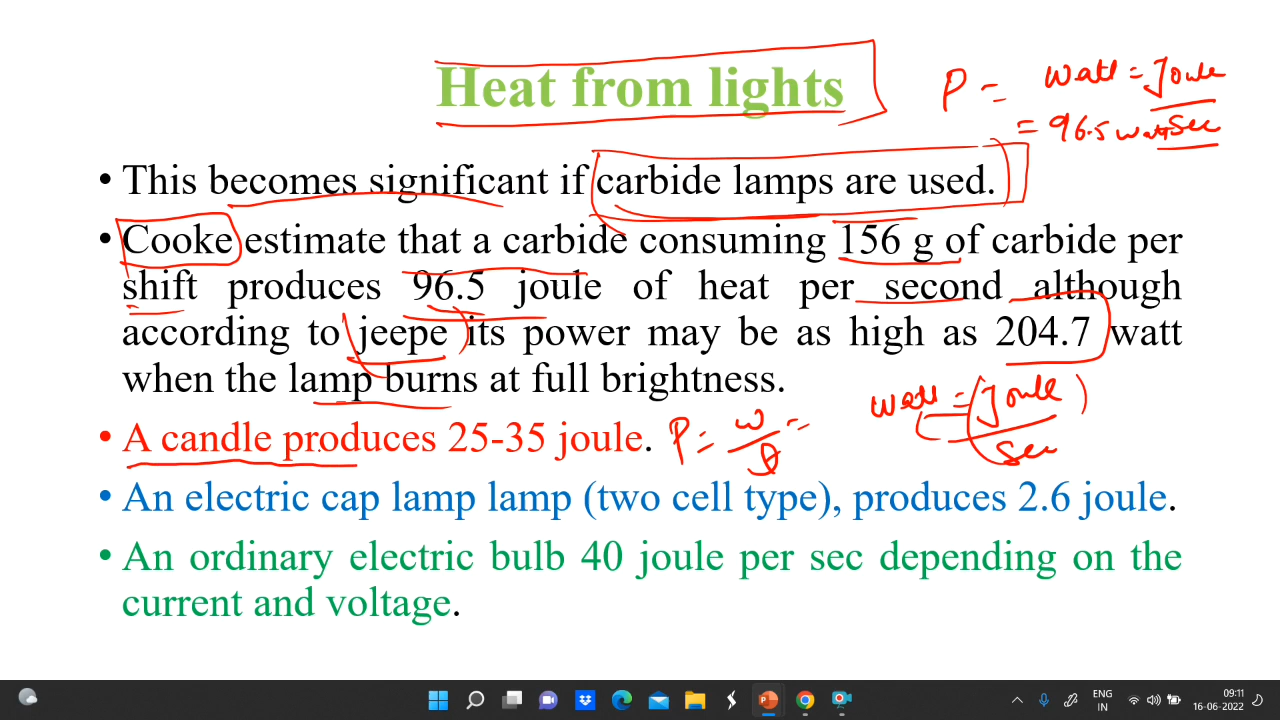 Heat from lights
P = Watt = Joule
Sec
= 96.5 watt
• This becomes significant if carbide lamps are used.
• Cooke estimate that a carbide consuming 156 g of carbide per
shift produces 96.5 joule of heat per second although
according to jeepe its power may be as high as 204.7 watt
when the lamp burns at full brightness.
watt = (Joule)
sec
• A candle produces 25-35 joule.
P = w =
t
• An electric cap lamp lamp (two cell type), produces 2.6 joule.
• An ordinary electric bulb 40 joule per sec depending on the
current and voltage.
ENG
IN
09:11
16-06-2022